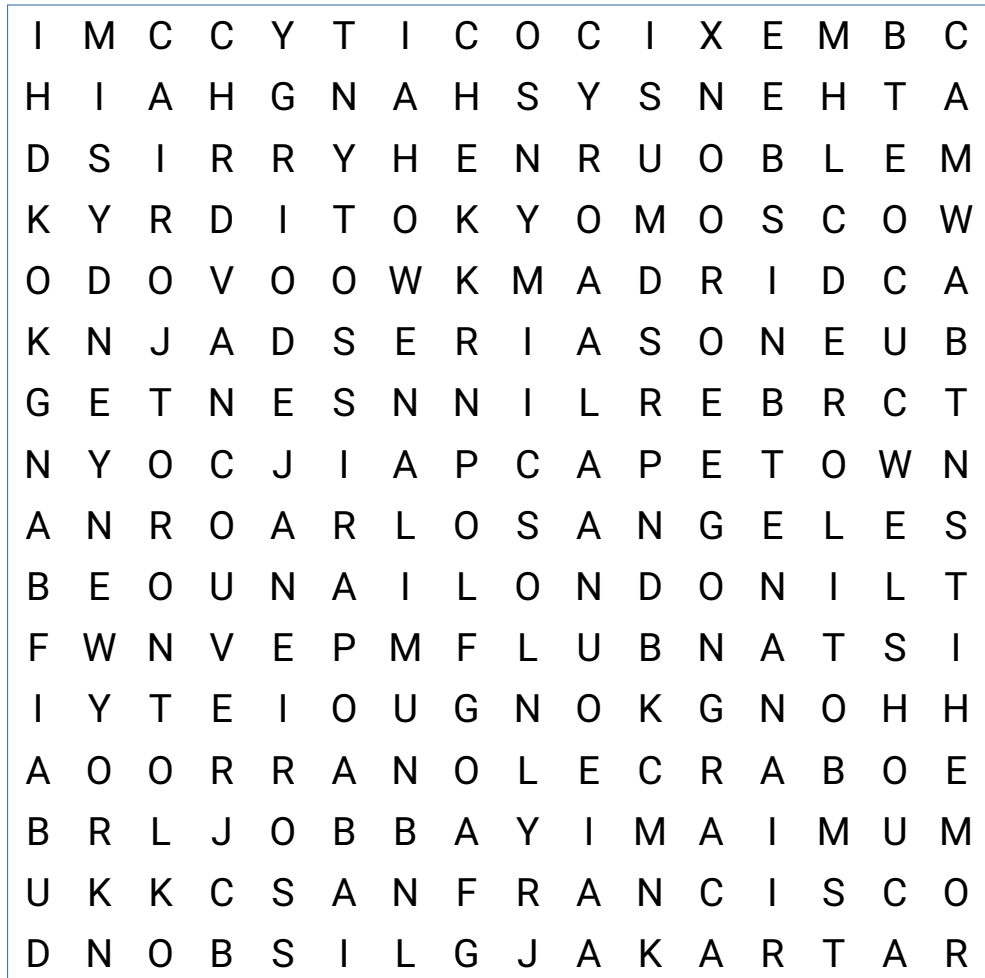 I M C C Y T I C O C I X E M B C
H I A H G N A H S Y S N E H T A
D S I R R Y H E N R U O B L E M
K Y R D I T O K Y O M O S C O W
O D O V O O W K M A D R I D C A
K N J A D S E R I A S O N E U B
G E T N E S N N I L R E B R C T
N Y O C J I A P C A P E T O W N
A N R O A R L O S A N G E L E S
B E O U N A I L O N D O N I L T
F W N V E P M F L U B N A T S I
I Y T E I O U G N O K G N O H H
A O O R R A N O L E C R A B O E
B R L J O B B A Y I M A I M U M
U K K C S A N F R A N C I S C O
D N O B S I L G J A K A R T A R